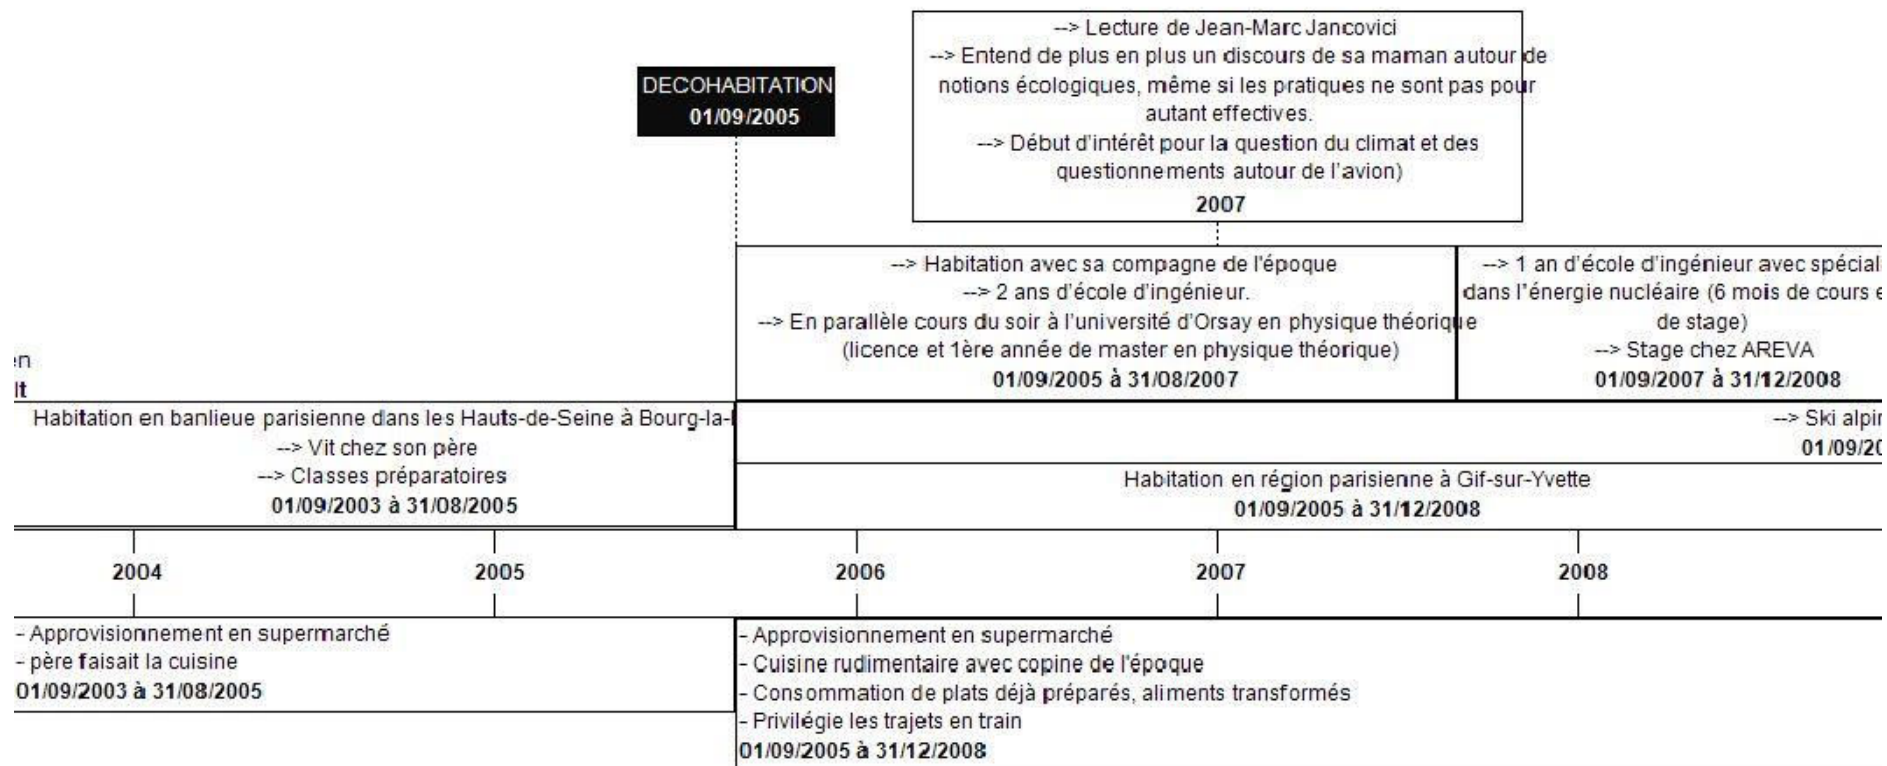 --> Lecture de Jean-Marc Jancovici
--> Entend de plus en plus un discours de sa maman autour de
notions écologiques, même si les pratiques ne sont pas pour
autant effectives.
--> Début d'intérêt pour la question du climat et des
questionnements autour de l'avion)
2007
DECOHABITATION
01/09/2005
--> Habitation avec sa compagne de l'époque
--> 2 ans d'école d'ingénieur.
--> En parallèle cours du soir à l'université d'Orsay en physique théorique
(licence et 1ère année de master en physique théorique)
01/09/2005 à 31/08/2007
--> 1 an d'école d'ingénieur avec spécial
dans l'énergie nucléaire (6 mois de cours e
de stage)
--> Stage chez AREVA
01/09/2007 à 31/12/2008
en
lt
Habitation en banlieue parisienne dans les Hauts-de-Seine à Bourg-la-
--> Vit chez son père
--> Classes préparatoires
01/09/2003 à 31/08/2005
--> Ski alpin
01/09/20
Habitation en région parisienne à Gif-sur-Yvette
01/09/2005 à 31/12/2008
2004 2005 2006 2007 2008
- Approvisionnement en supermarché
- père faisait la cuisine
01/09/2003 à 31/08/2005
- Approvisionnement en supermarché
- Cuisine rudimentaire avec copine de l'époque
- Consommation de plats déjà préparés, aliments transformés
- Privilégie les trajets en train
01/09/2005 à 31/12/2008